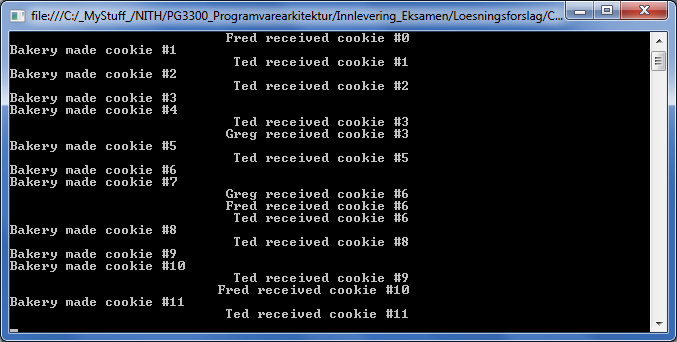 file:///C:/_MyStuff_/NITH/PG3300_Programvarearkitektur/Innlevering_Eksamen/Loesningsforslag/C...
Fred received cookie #0
Bakery made cookie #1
Ted received cookie #1
Bakery made cookie #2
Ted received cookie #2
Bakery made cookie #3
Bakery made cookie #4
Ted received cookie #3
Greg received cookie #3
Bakery made cookie #5
Ted received cookie #5
Bakery made cookie #6
Bakery made cookie #7
Greg received cookie #6
Fred received cookie #6
Ted received cookie #6
Bakery made cookie #8
Ted received cookie #8
Bakery made cookie #9
Bakery made cookie #10
Ted received cookie #9
Fred received cookie #10
Bakery made cookie #11
Ted received cookie #11